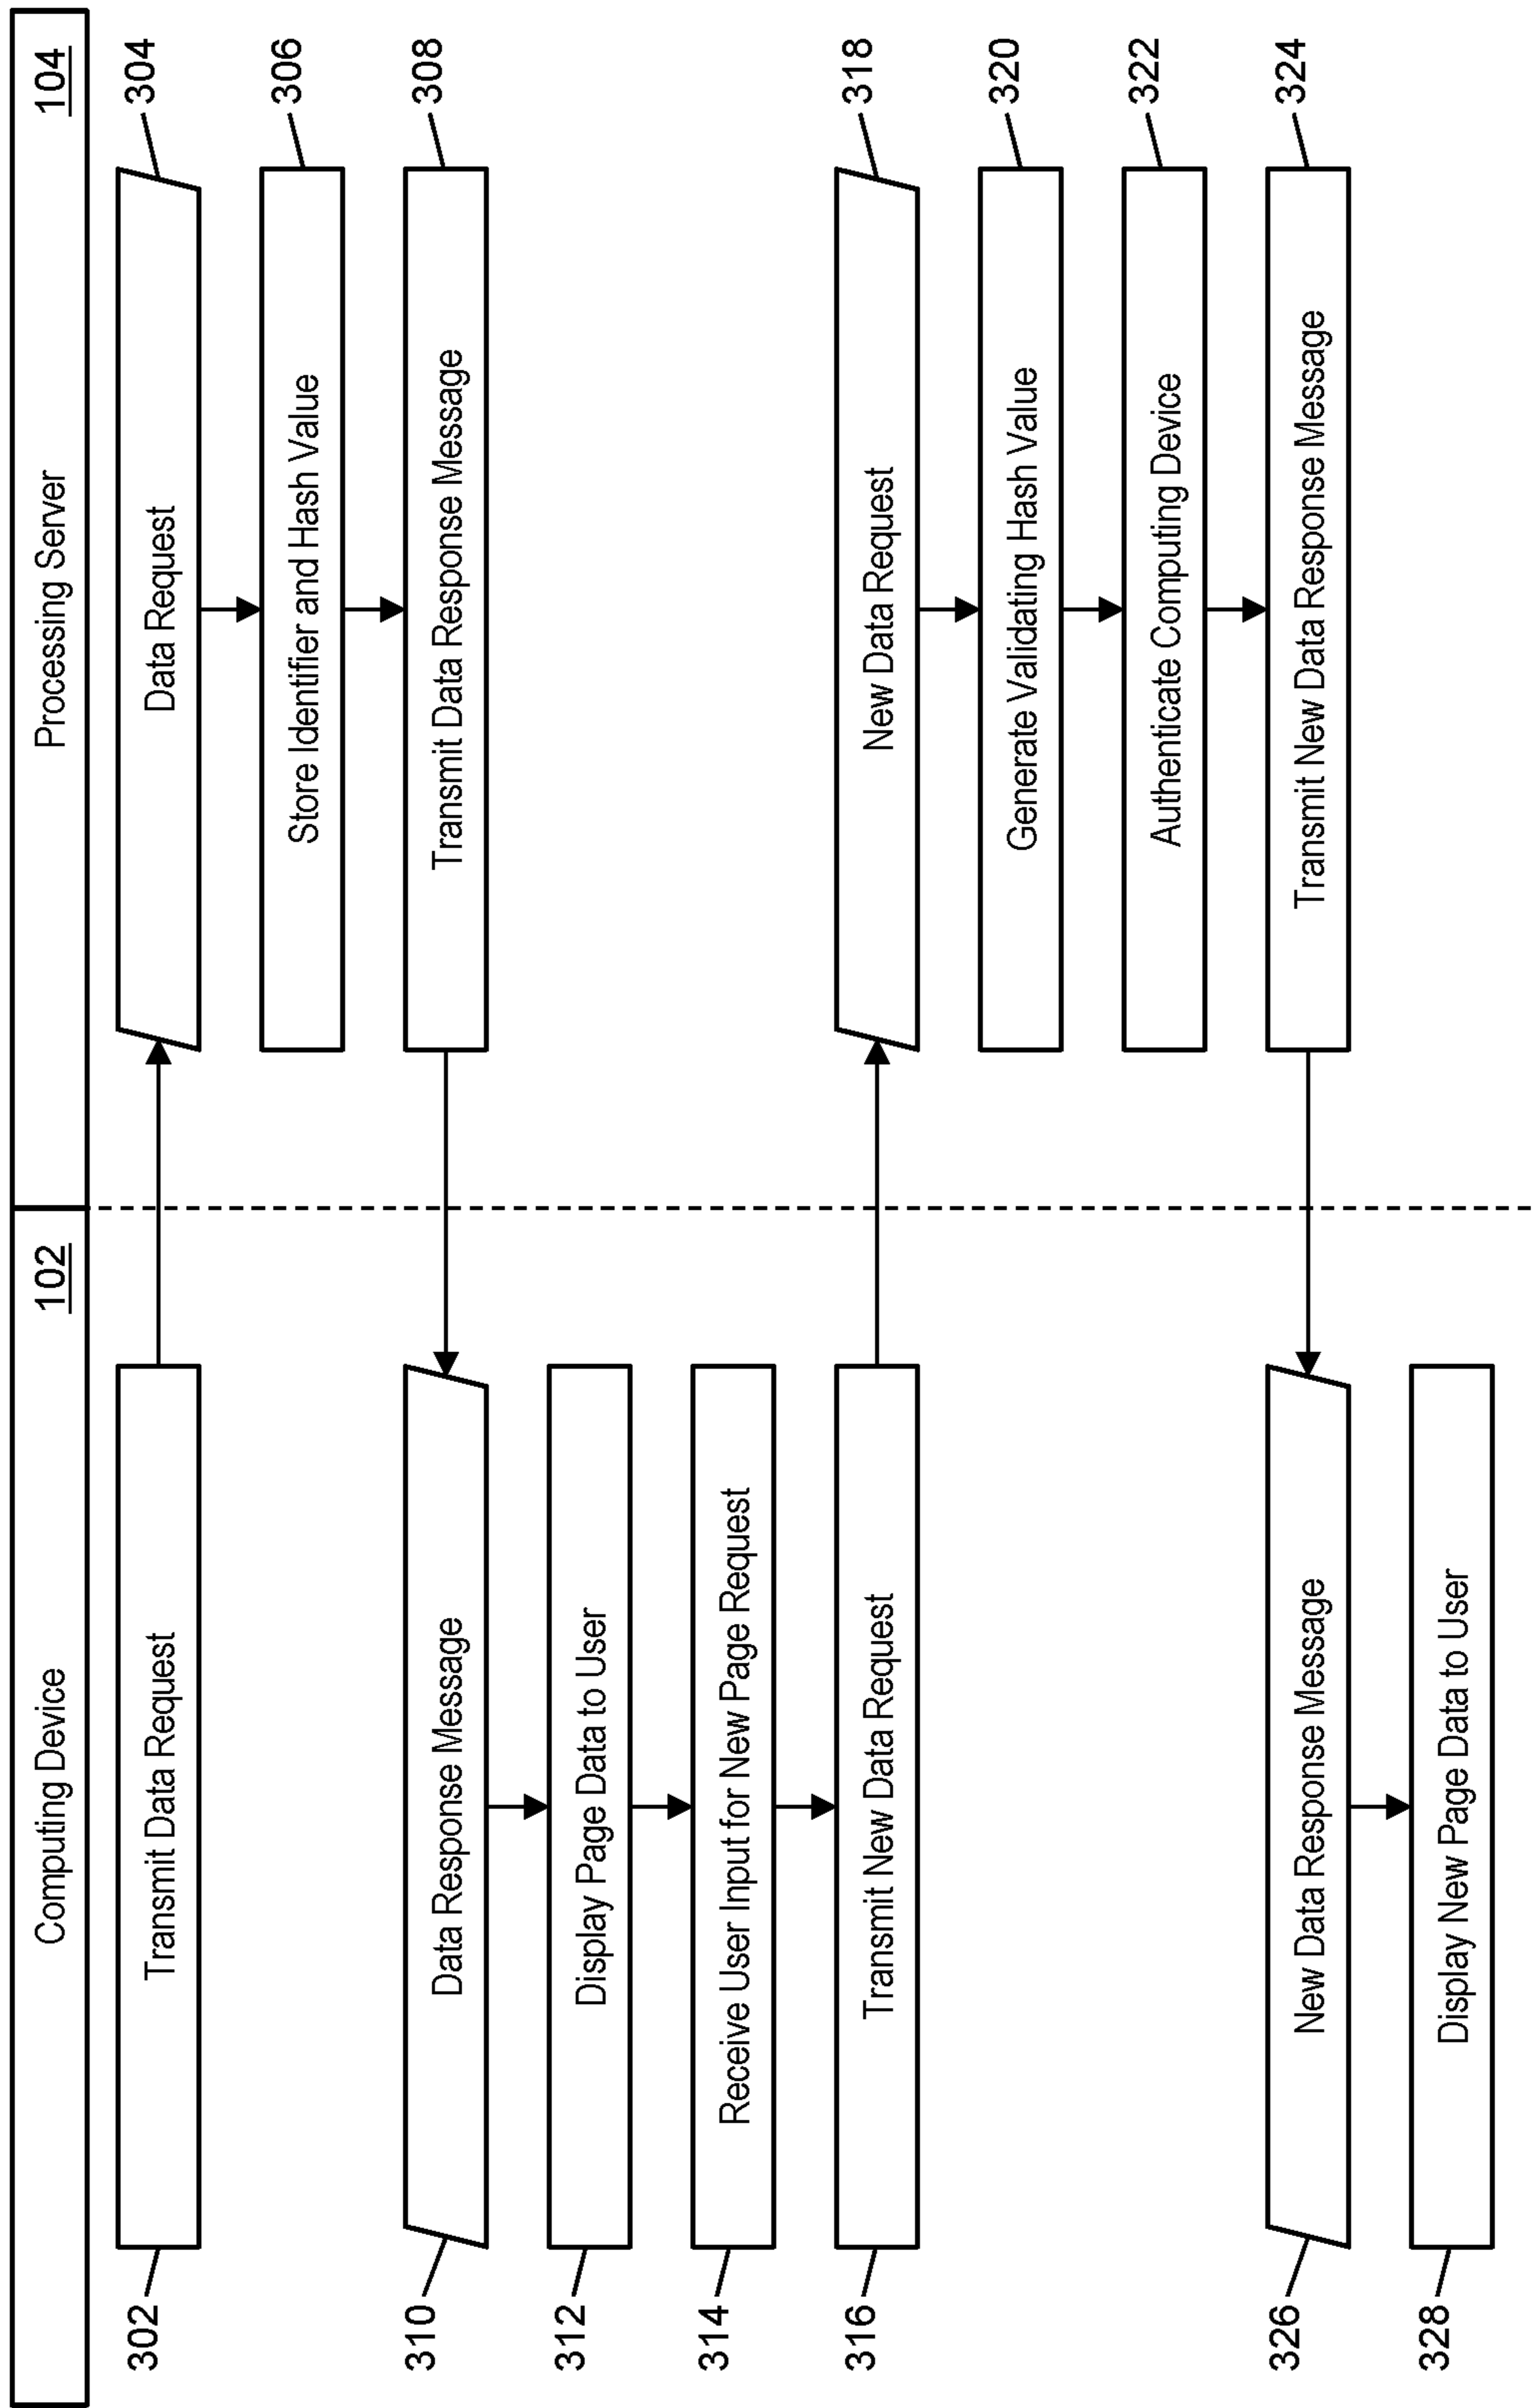 Computing Device 102
Processing Server 104
302 Transmit Data Request
Data Request 304
Store Identifier and Hash Value 306
Transmit Data Response Message 308
310 Data Response Message
312 Display Page Data to User
314 Receive User Input for New Page Request
316 Transmit New Data Request
New Data Request 318
Generate Validating Hash Value 320
Authenticate Computing Device 322
Transmit New Data Response Message 324
326 New Data Response Message
328 Display New Page Data to User